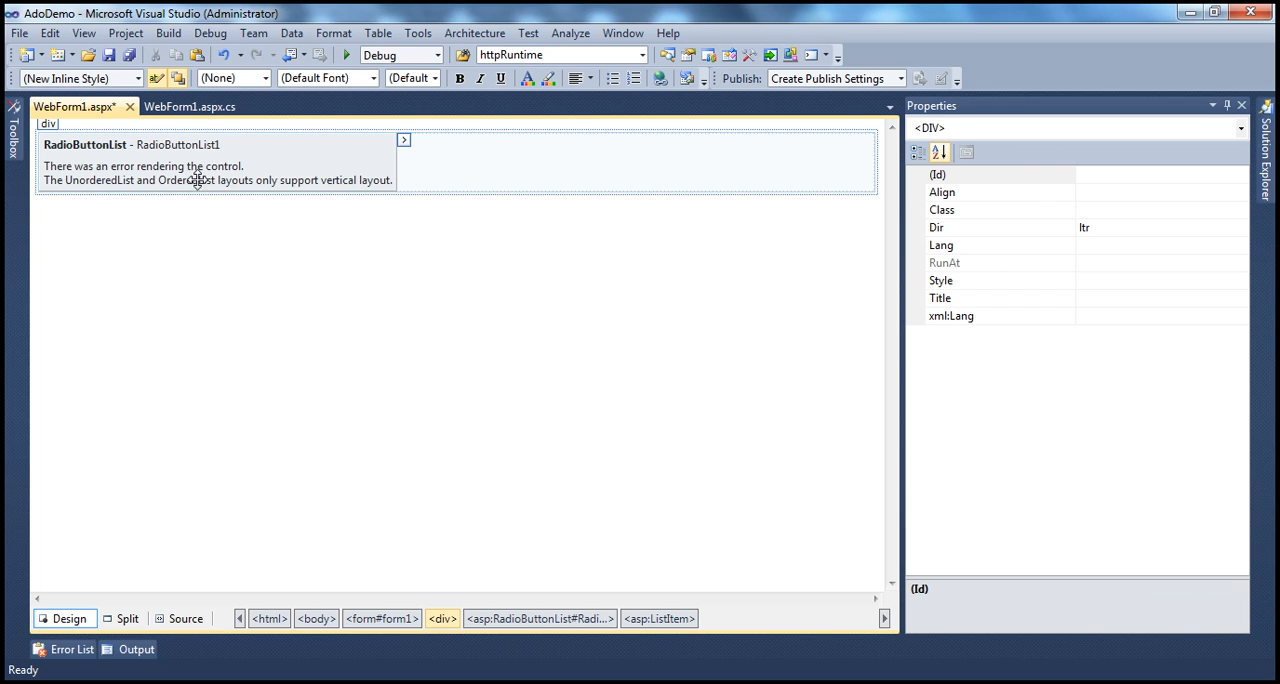 AdoDemo - Microsoft Visual Studio (Administrator)
File Edit View Project Build Debug Team Data Format Table Tools Architecture Test Analyze Window Help
Debug httpRuntime
(New Inline Style) (None) (Default Font) (Default B I U A Publish: Create Publish Settings
Toolbox
WebForm1.aspx* WebForm1.aspx.cs
div
RadioButtonList - RadioButtonList1
There was an error rendering the control.
The UnorderedList and OrderedList layouts only support vertical layout.
Design Split Source <html> <body> <form#form1> <div> <asp:RadioButtonList#Radi...> <asp:ListItem>
Properties
<DIV>
(Id)
Align
Class
Dir ltr
Lang
RunAt
Style
Title
xml:Lang
(Id)
Solution Explorer
Error List Output
Ready